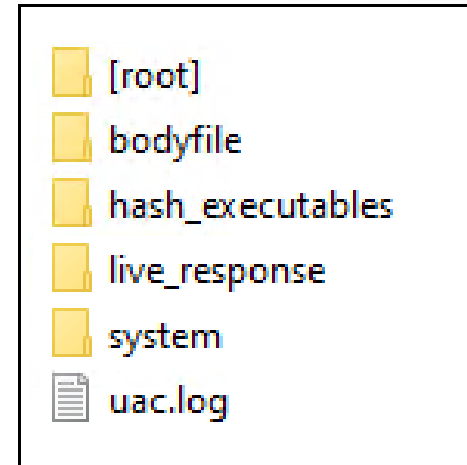 [root]
bodyfile
hash_executables
live_response
system
uac.log